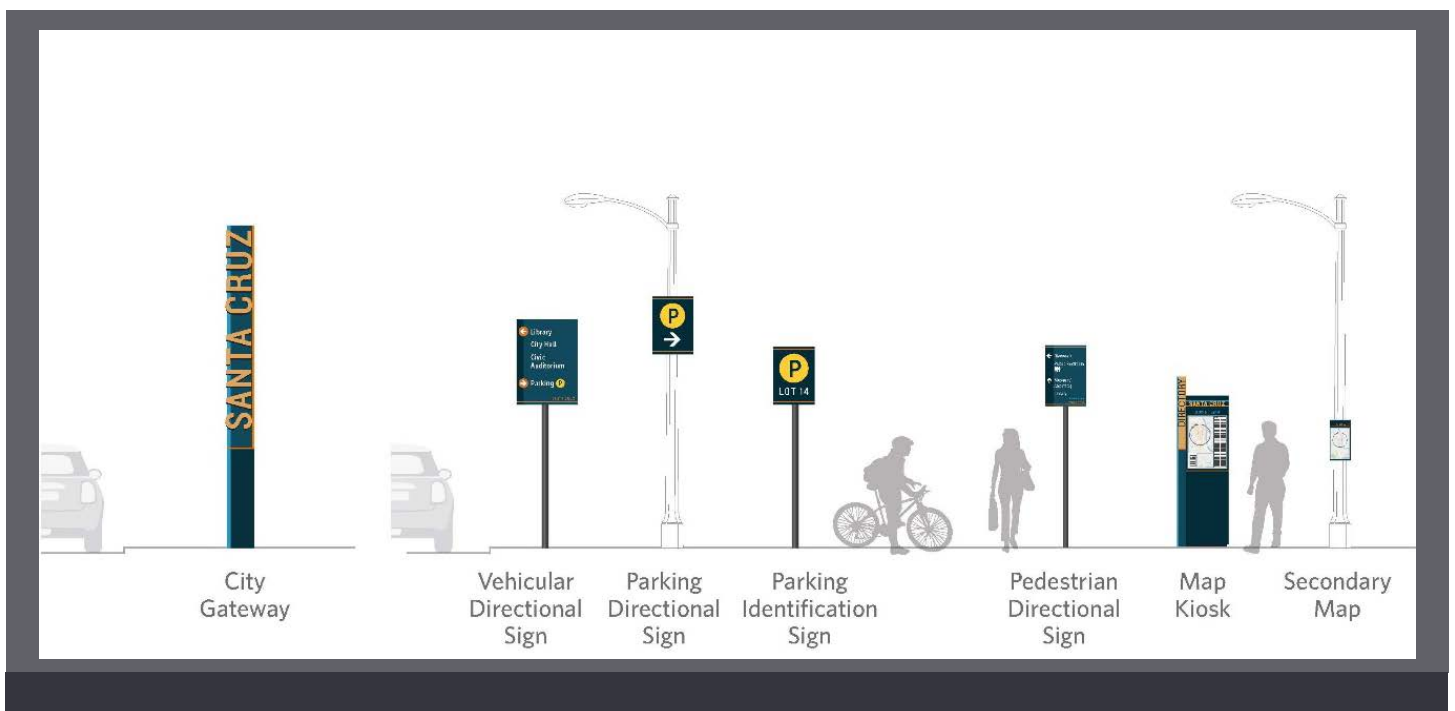 SANTA CRUZ
Library
City Hall
Civic
Auditorium
Parking P
P
P
LOT 14
DIRECTORY
SANTA CRUZ
City
Gateway
Vehicular
Directional
Sign
Parking
Directional
Sign
Parking
Identification
Sign
Pedestrian
Directional
Sign
Map
Kiosk
Secondary
Map